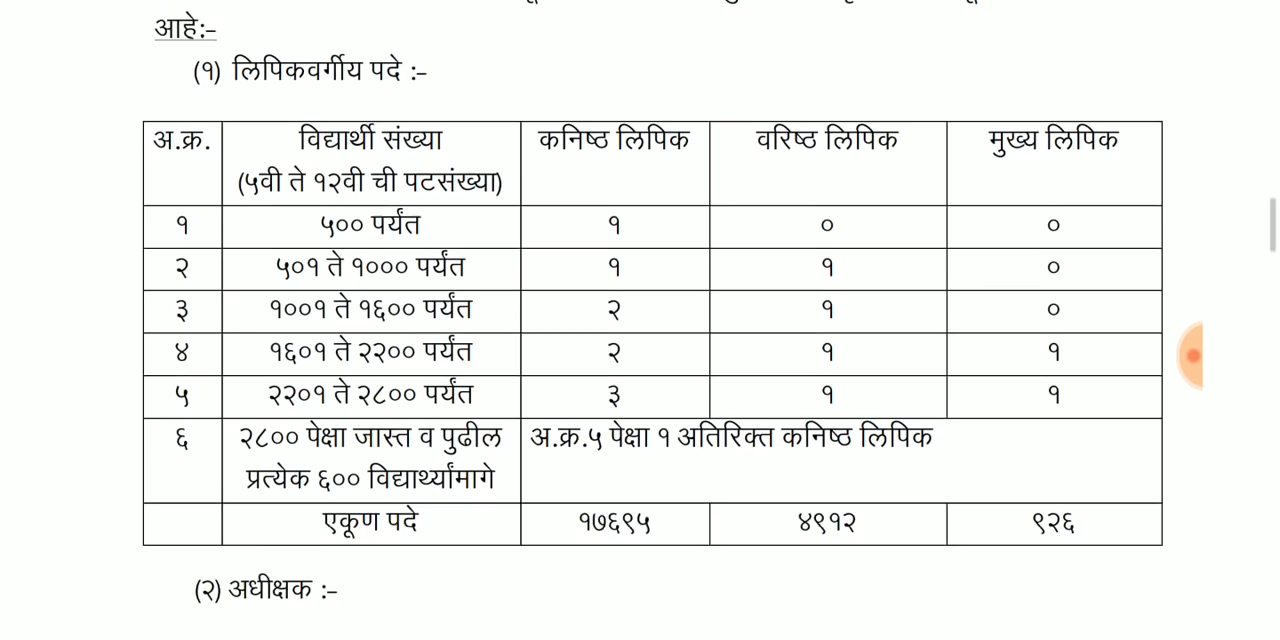 आहे:-
(१) लिपिकवर्गीय पदे :-
अ.क्र. विद्यार्थी संख्या कनिष्ठ लिपिक वरिष्ठ लिपिक मुख्य लिपिक
(५वी ते १२वी ची पटसंख्या)
१ ५०० पर्यंत १ ० ०
२ ५०१ ते १००० पर्यंत १ १ ०
३ १००१ ते १६०० पर्यंत २ १ ०
४ १६०१ ते २२०० पर्यंत २ १ १
५ २२०१ ते २८०० पर्यंत ३ १ १
६ २८०० पेक्षा जास्त व पुढील अ.क्र.५ पेक्षा १ अतिरिक्त कनिष्ठ लिपिक
प्रत्येक ६०० विद्यार्थ्यांमागे
एकूण पदे १७६९५ ४९१२ ९२६
(२) अधीक्षक :-